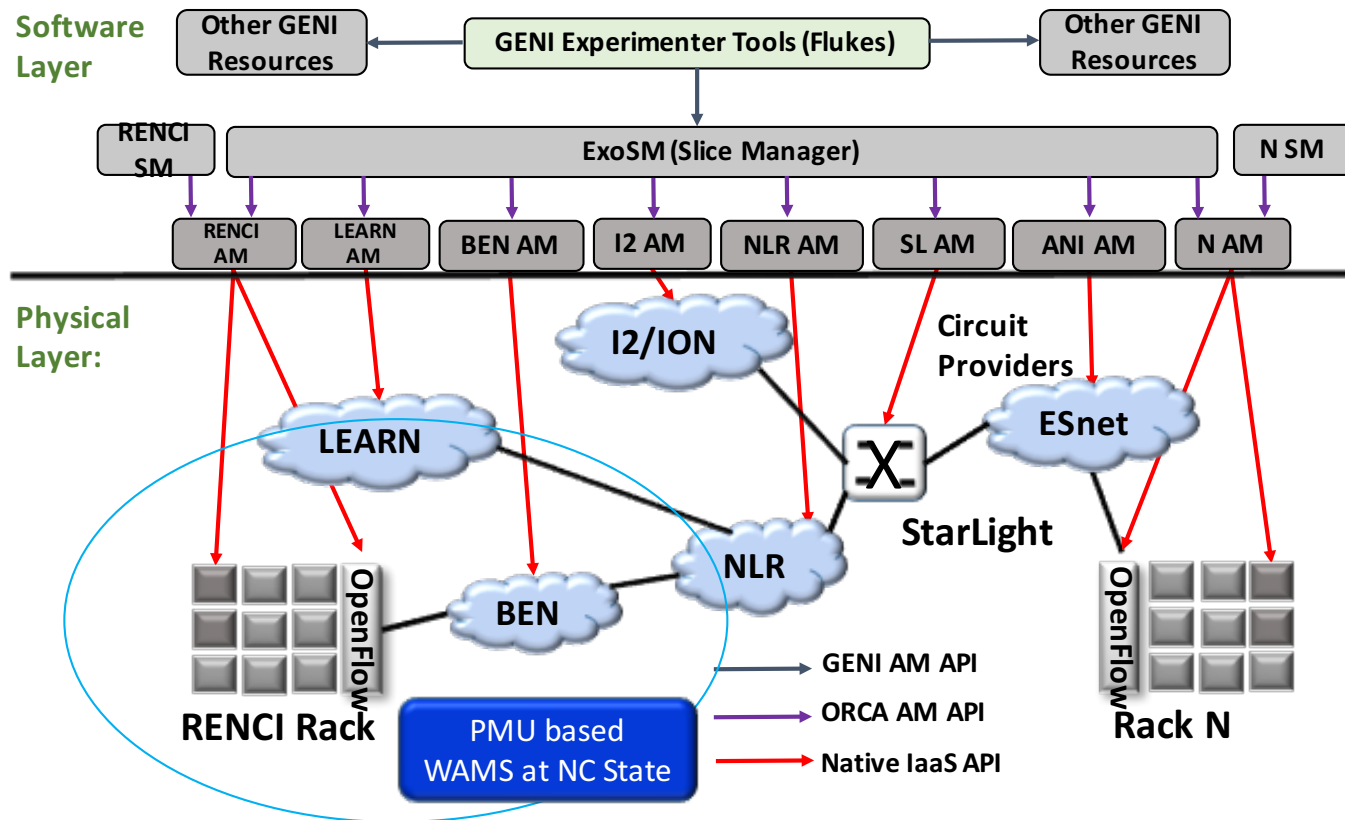 Software
Layer
Other GENI
Resources
GENI Experimenter Tools (Flukes)
Other GENI
Resources
RENCI
SM
ExoSM (Slice Manager)
N SM
RENCI
AM
LEARN
AM
BEN AM
I2 AM
NLR AM
SL AM
ANI AM
N AM
Physical
Layer:
I2/ION
Circuit
Providers
LEARN
ESnet
StarLight
NLR
BEN
OpenFlow
OpenFlow
RENCI Rack
Rack N
PMU based
WAMS at NC State
GENI AM API
ORCA AM API
Native IaaS API